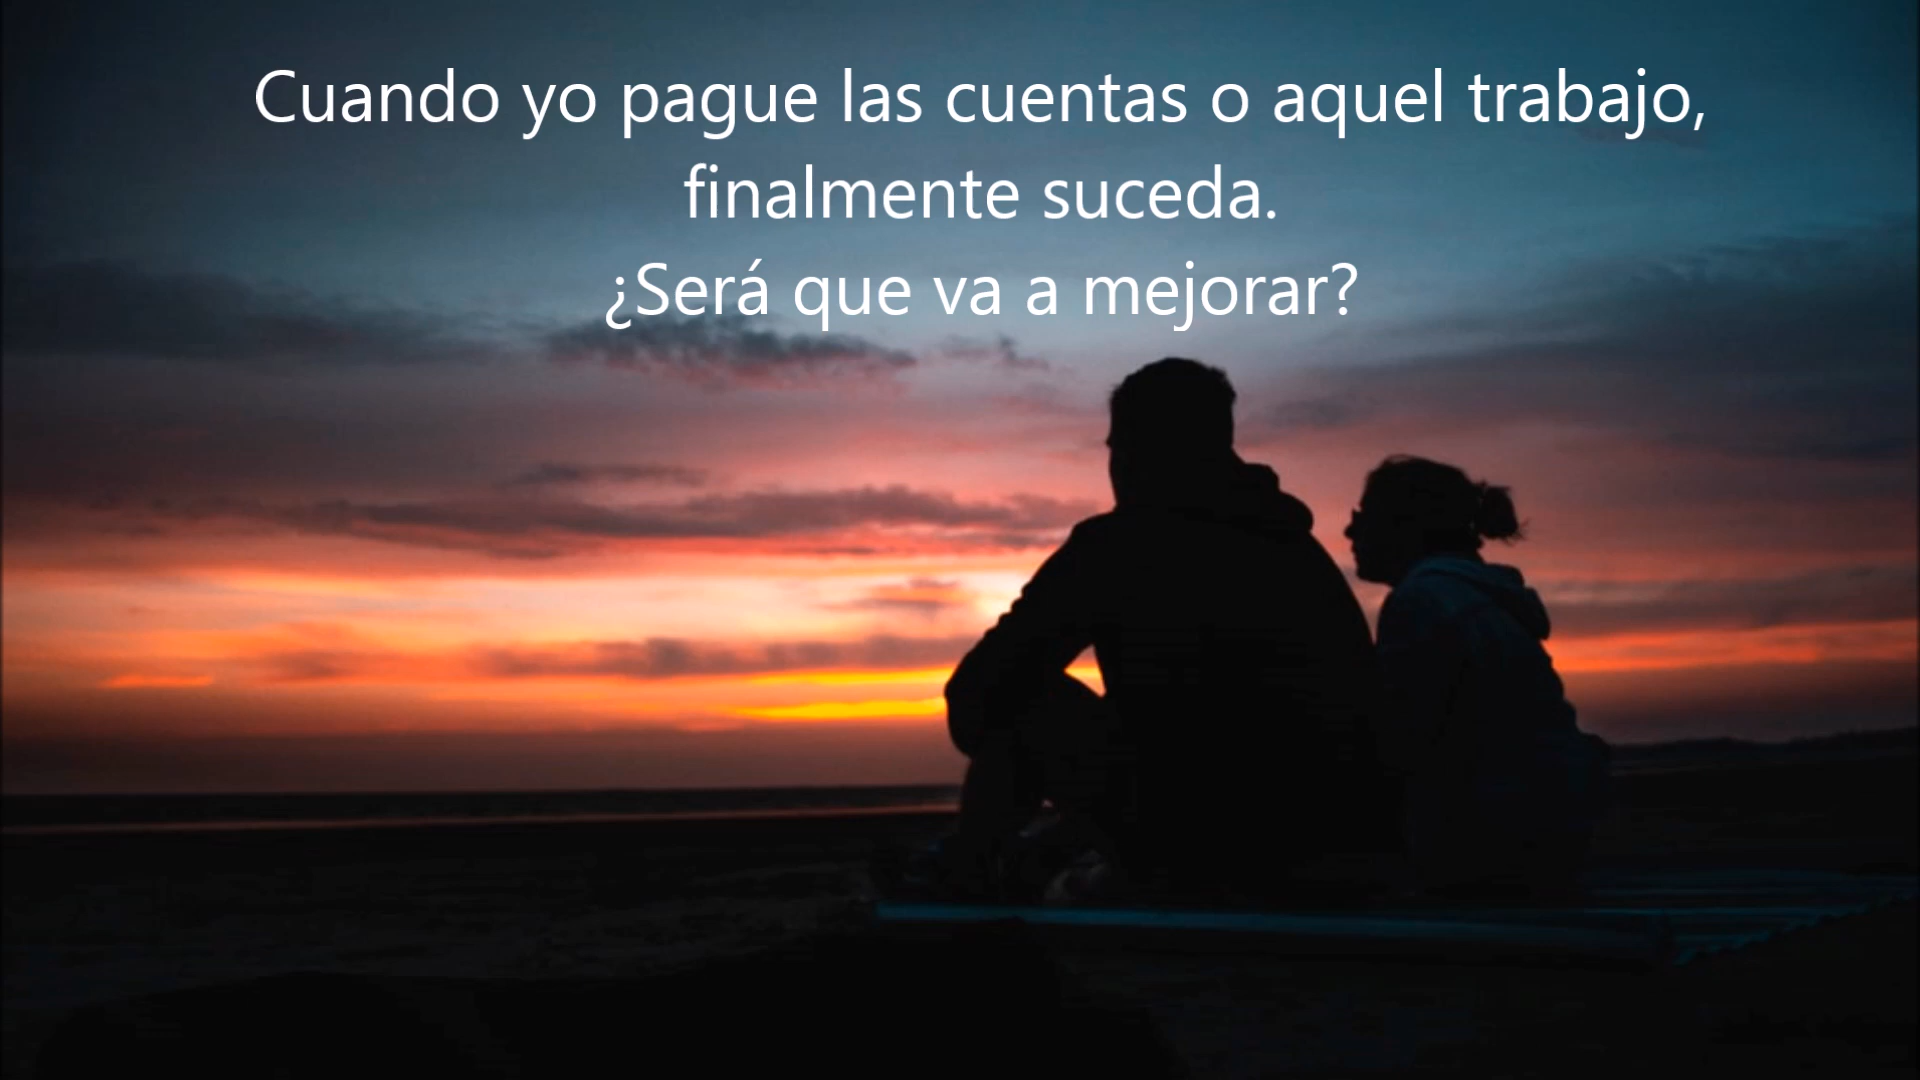 Cuando yo pague las cuentas o aquel trabajo,
finalmente suceda.
¿Será que va a mejorar?